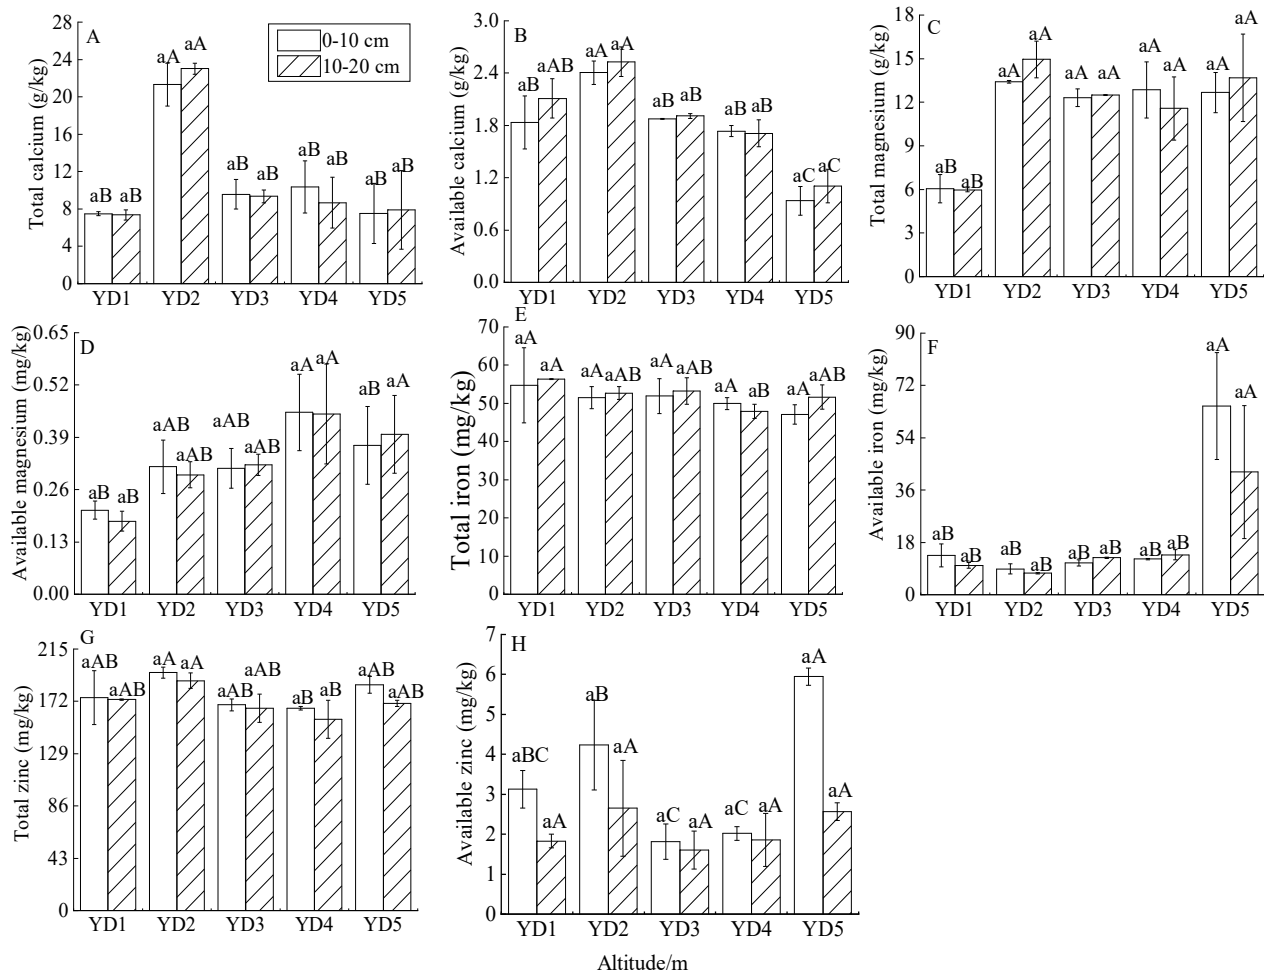 A
0-10 cm
10-20 cm
Total calcium (g/kg)
28
24
20
16
12
8
4
0
aB aB
aA aA
aB aB
aB aB
aB aB
YD1 YD2 YD3 YD4 YD5
B
Available calcium (g/kg)
3.0
2.4
1.8
1.2
0.6
0.0
aB aAB
aA aA
aB aB
aB aB
aC aC
YD1 YD2 YD3 YD4 YD5
C
Total magnesium (g/kg)
18
15
12
9
6
3
0
aB aB
aA aA
aA aA
aA aA
aA aA
YD1 YD2 YD3 YD4 YD5
D
Available magnesium (mg/kg)
0.65
0.52
0.39
0.26
0.13
0.00
aB aB
aAB aAB
aAB aAB
aA aA
aB aA
YD1 YD2 YD3 YD4 YD5
E
Total iron (mg/kg)
70
60
50
40
30
20
10
0
aA aA
aA aAB
aA aAB
aA aB
aA aAB
YD1 YD2 YD3 YD4 YD5
F
Available iron (mg/kg)
90
72
54
36
18
0
aB aB
aB aB
aB aB
aB aB
aA aA
YD1 YD2 YD3 YD4 YD5
G
Total zinc (mg/kg)
215
172
129
86
43
0
aAB aAB
aA aA
aAB aAB
aB aB
aAB aAB
YD1 YD2 YD3 YD4 YD5
H
Available zinc (mg/kg)
7
6
5
4
3
2
1
0
aBC aA
aB aA
aC aA
aC aA
aA aA
YD1 YD2 YD3 YD4 YD5
Altitude/m